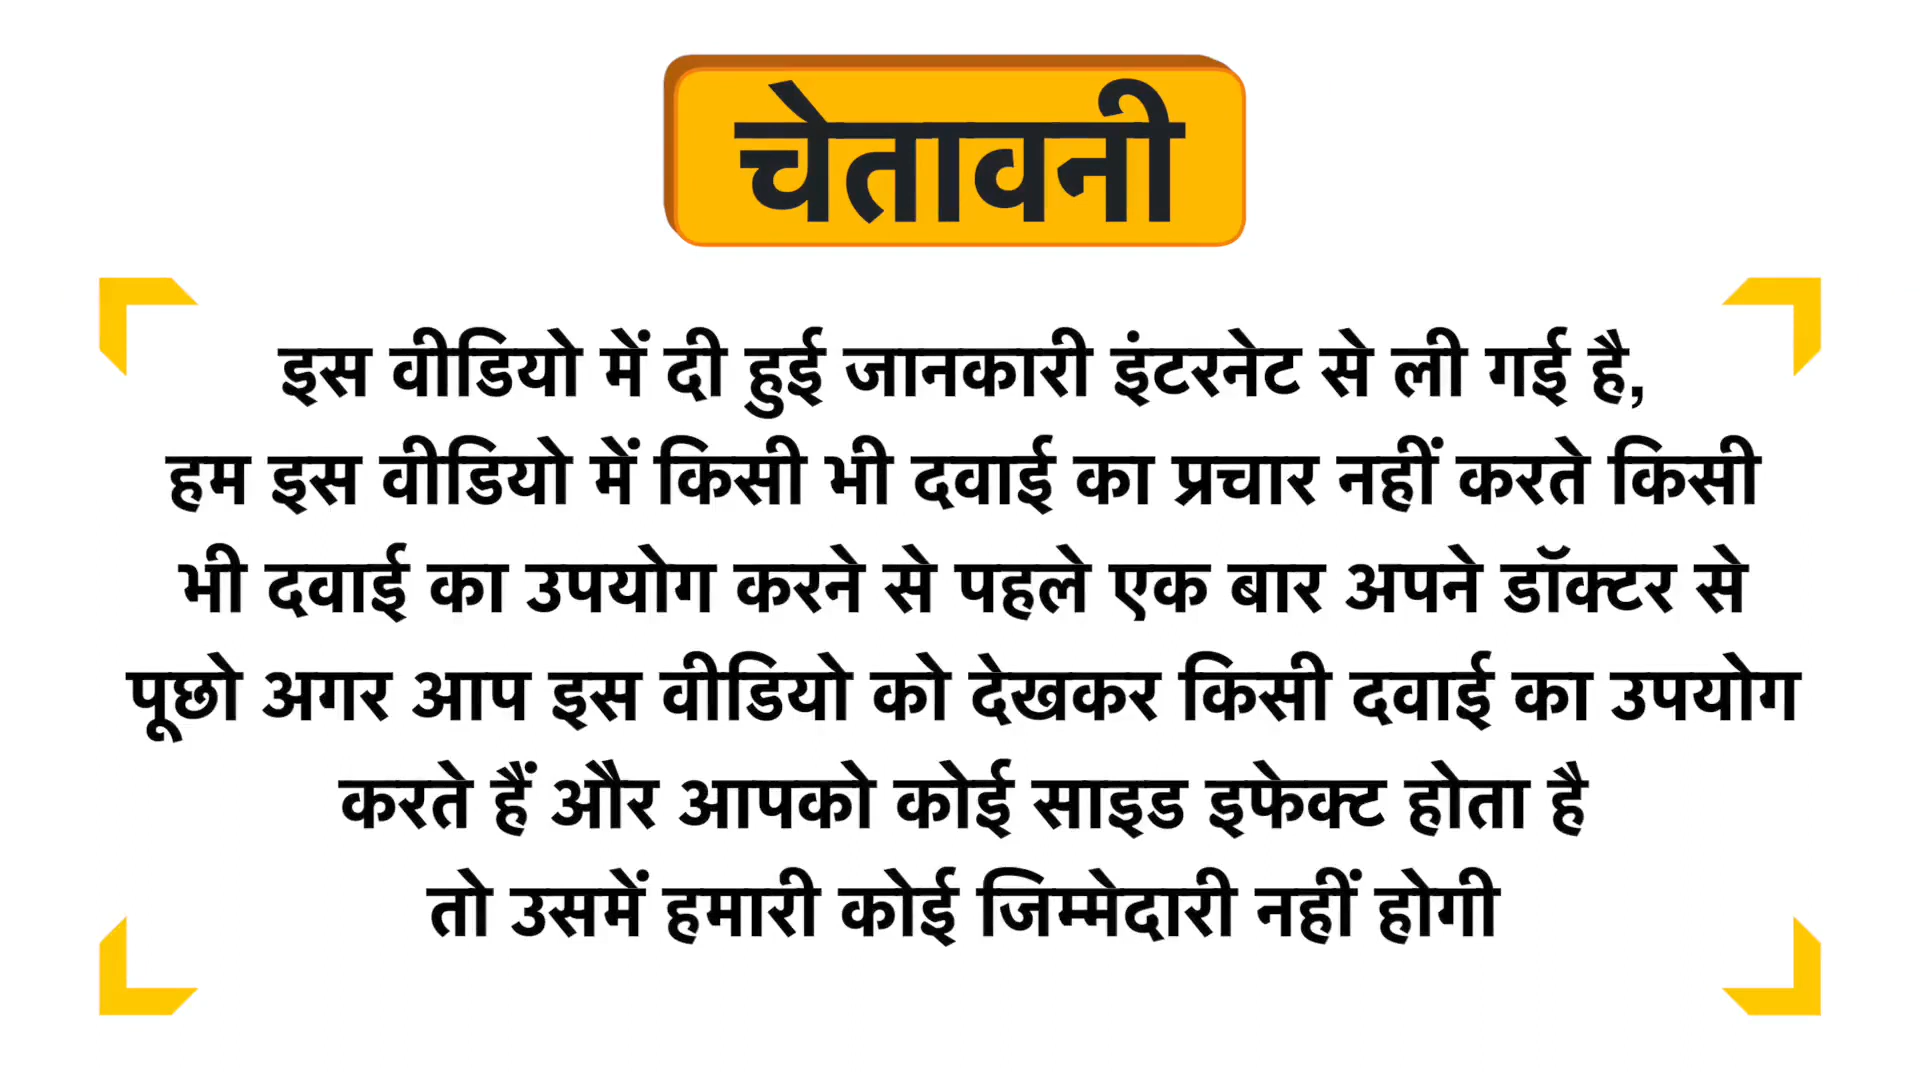 चेतावनी
इस वीडियो में दी हुई जानकारी इंटरनेट से ली गई है,
हम इस वीडियो में किसी भी दवाई का प्रचार नहीं करते किसी
भी दवाई का उपयोग करने से पहले एक बार अपने डॉक्टर से
पूछो अगर आप इस वीडियो को देखकर किसी दवाई का उपयोग
करते हैं और आपको कोई साइड इफेक्ट होता है
तो उसमें हमारी कोई जिम्मेदारी नहीं होगी